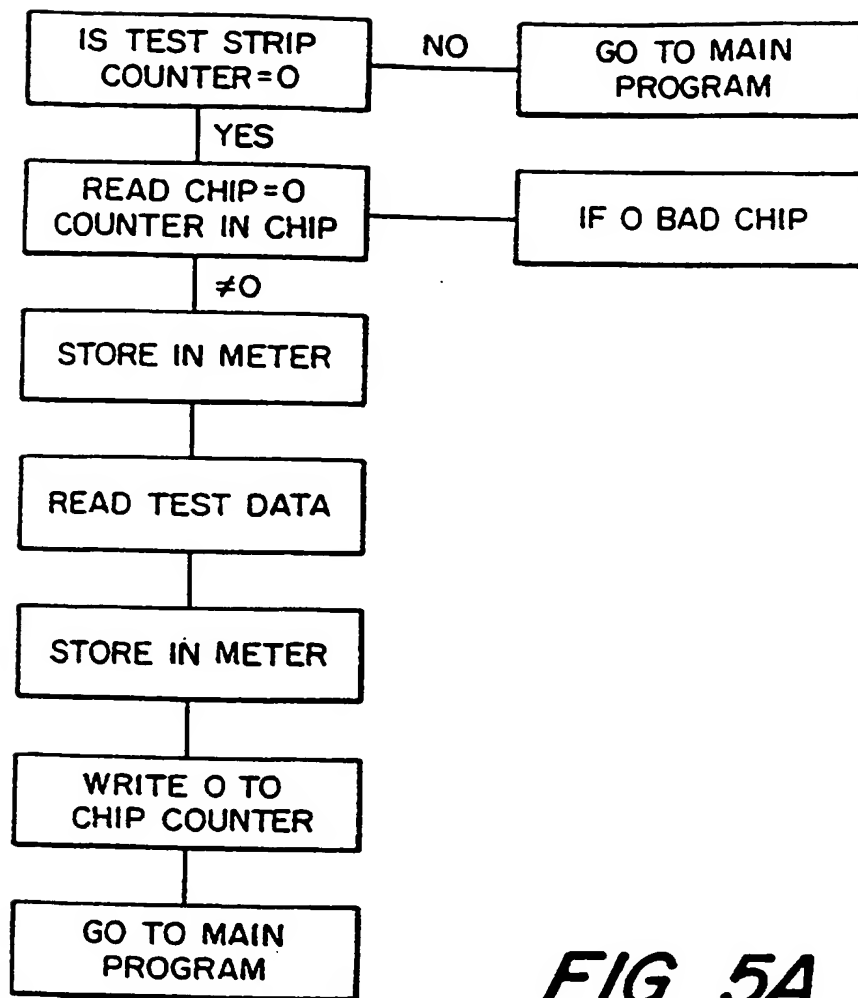 IS TEST STRIP
COUNTER=0
NO
GO TO MAIN
PROGRAM
YES
READ CHIP=0
COUNTER IN CHIP
IF 0 BAD CHIP
≠0
STORE IN METER
READ TEST DATA
STORE IN METER
WRITE 0 TO
CHIP COUNTER
GO TO MAIN
PROGRAM
FIG 5A